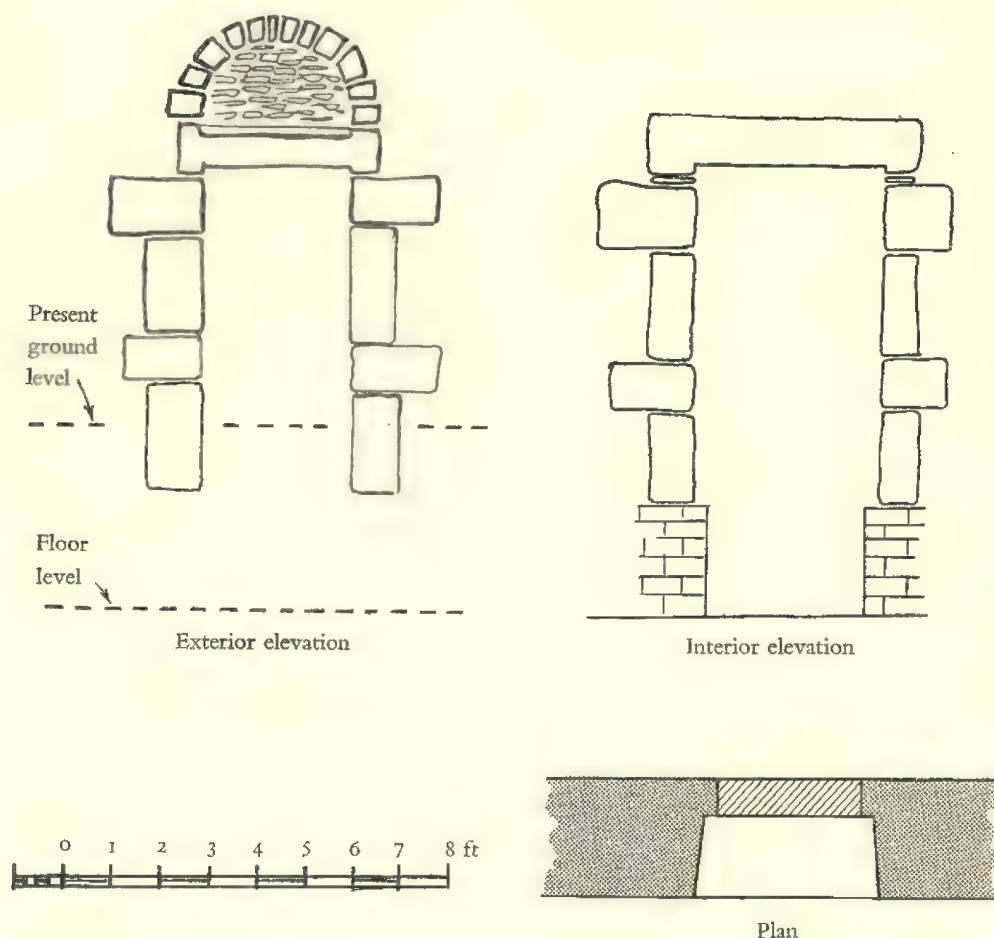 Present
ground
level
Floor
level
Exterior elevation
Interior elevation
0 1 2 3 4 5 6 7 8 ft
Plan